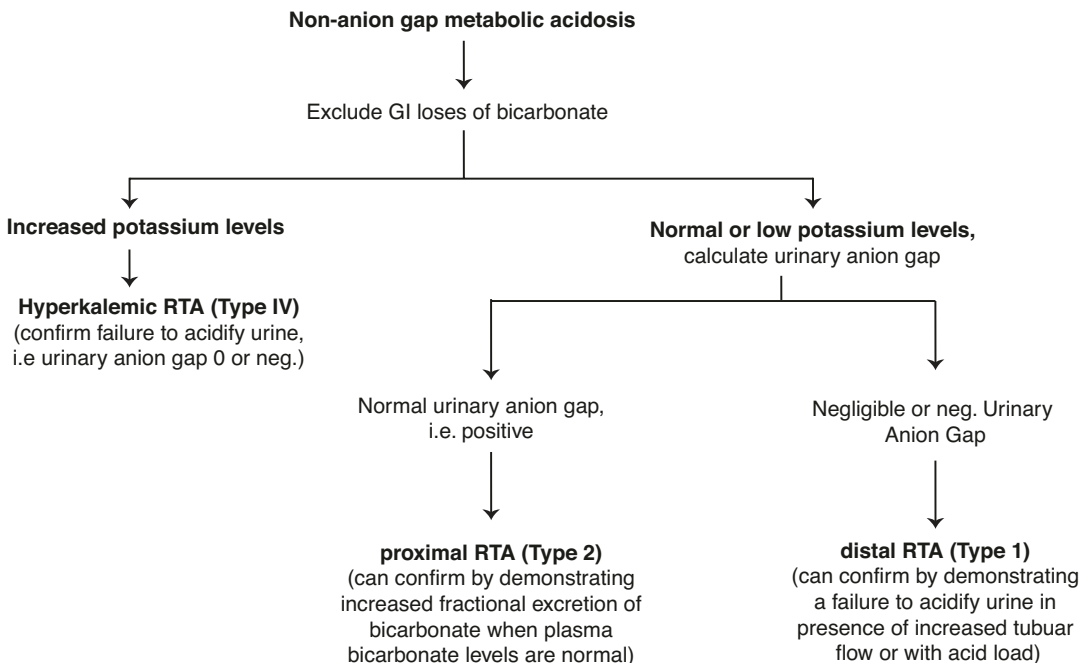 Non-anion gap metabolic acidosis
Exclude GI loses of bicarbonate
Increased potassium levels
Hyperkalemic RTA (Type IV)
(confirm failure to acidify urine,
i.e urinary anion gap 0 or neg.)
Normal or low potassium levels,
calculate urinary anion gap
Normal urinary anion gap,
i.e. positive
proximal RTA (Type 2)
(can confirm by demonstrating
increased fractional excretion of
bicarbonate when plasma
bicarbonate levels are normal)
Negligible or neg. Urinary
Anion Gap
distal RTA (Type 1)
(can confirm by demonstrating
a failure to acidify urine in
presence of increased tubuar
flow or with acid load)